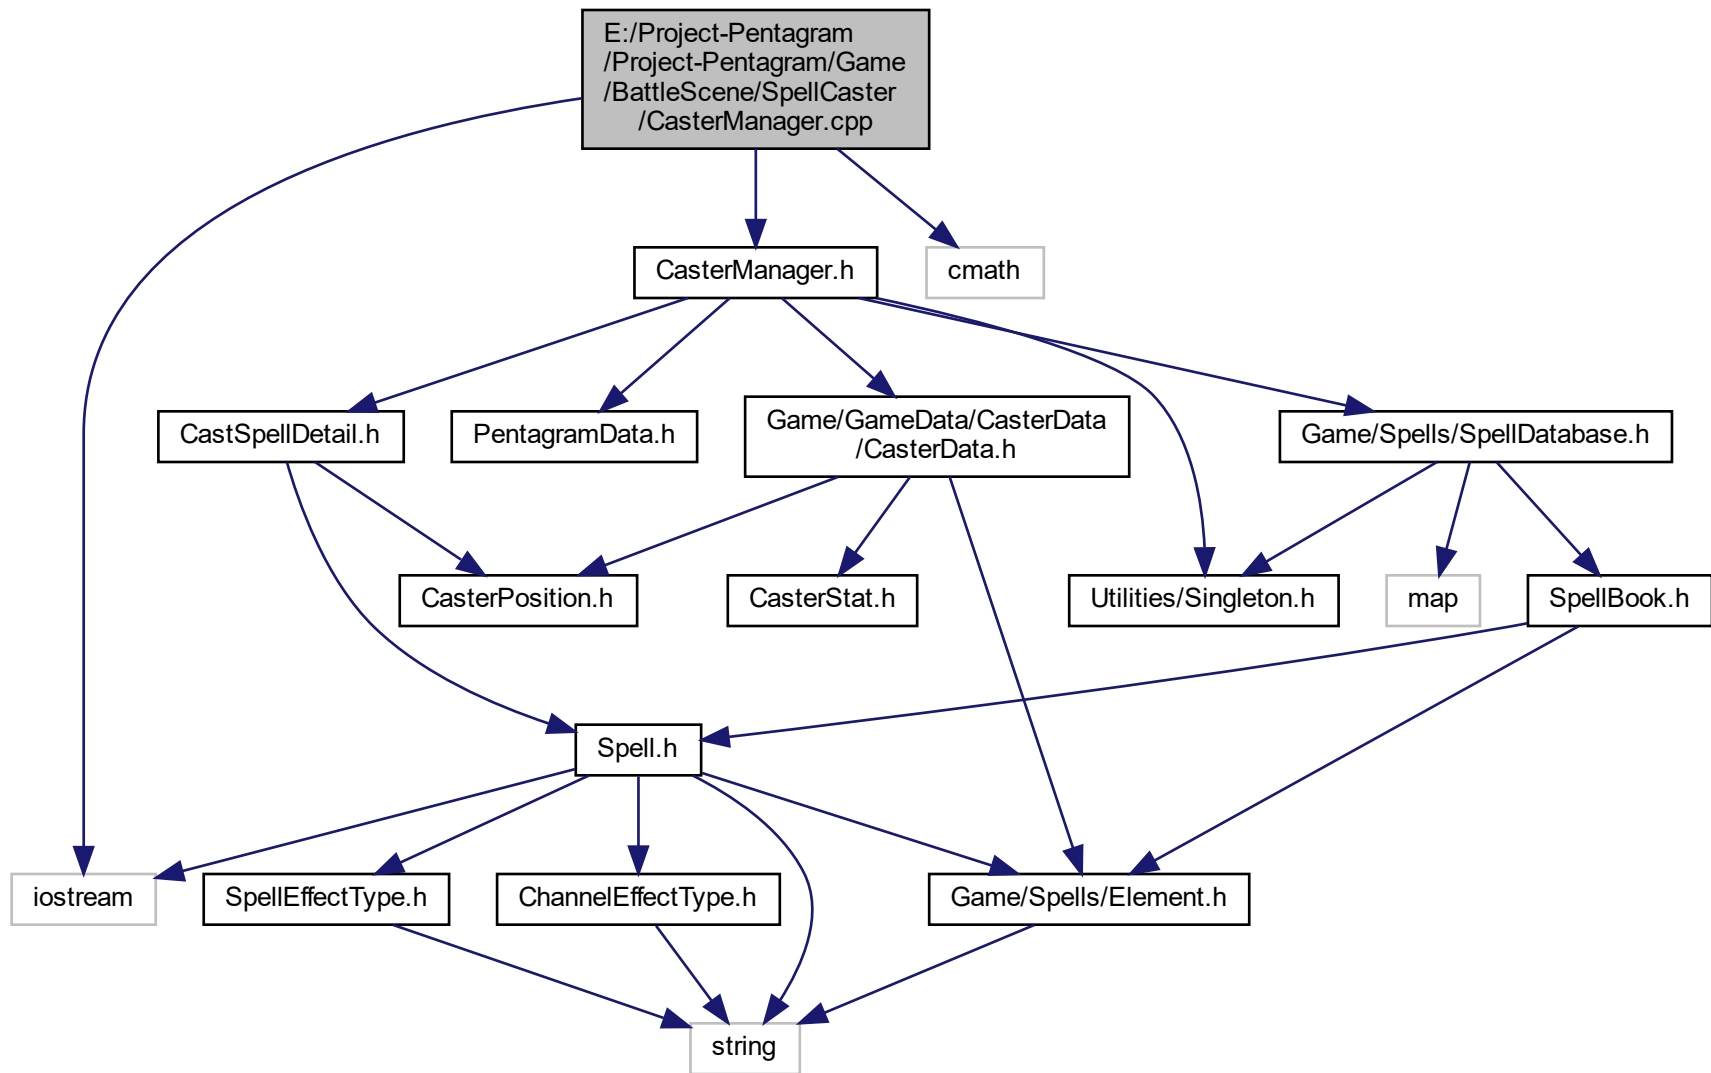 E:/Project-Pentagram
/Project-Pentagram/Game
/BattleScene/SpellCaster
/CasterManager.cpp
CasterManager.h
cmath
CastSpellDetail.h
PentagramData.h
Game/GameData/CasterData
/CasterData.h
Game/Spells/SpellDatabase.h
CasterPosition.h
CasterStat.h
Utilities/Singleton.h
map
SpellBook.h
Spell.h
iostream
SpellEffectType.h
ChannelEffectType.h
Game/Spells/Element.h
string